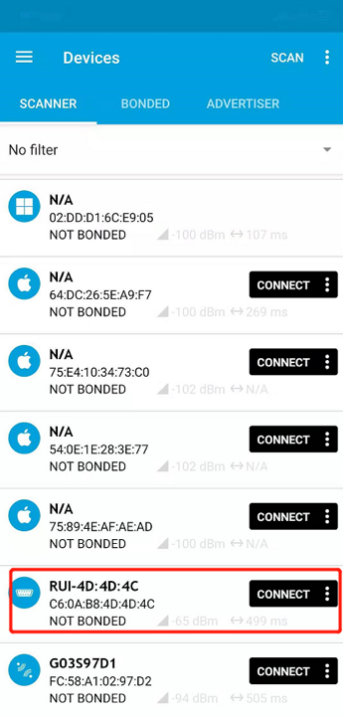 Devices
SCAN
SCANNER
BONDED
ADVERTISER
No filter
N/A
02:DD:D1:6C:E9:05
NOT BONDED -100 dBm 107 ms
N/A
64:DC:26:5E:A9:F7
CONNECT
NOT BONDED -100 dBm 269 ms
N/A
75:E4:10:34:73:C0
CONNECT
NOT BONDED -102 dBm N/A
N/A
54:0E:1E:28:3E:77
CONNECT
NOT BONDED -102 dBm N/A
N/A
75:89:4E:AF:AE:AD
CONNECT
NOT BONDED -100 dBm N/A
RUI-4D:4D:4C
C6:0A:B8:4D:4D:4C
CONNECT
NOT BONDED -65 dBm 499 ms
G03S97D1
FC:58:A1:02:97:D2
CONNECT
NOT BONDED -94 dBm 505 ms